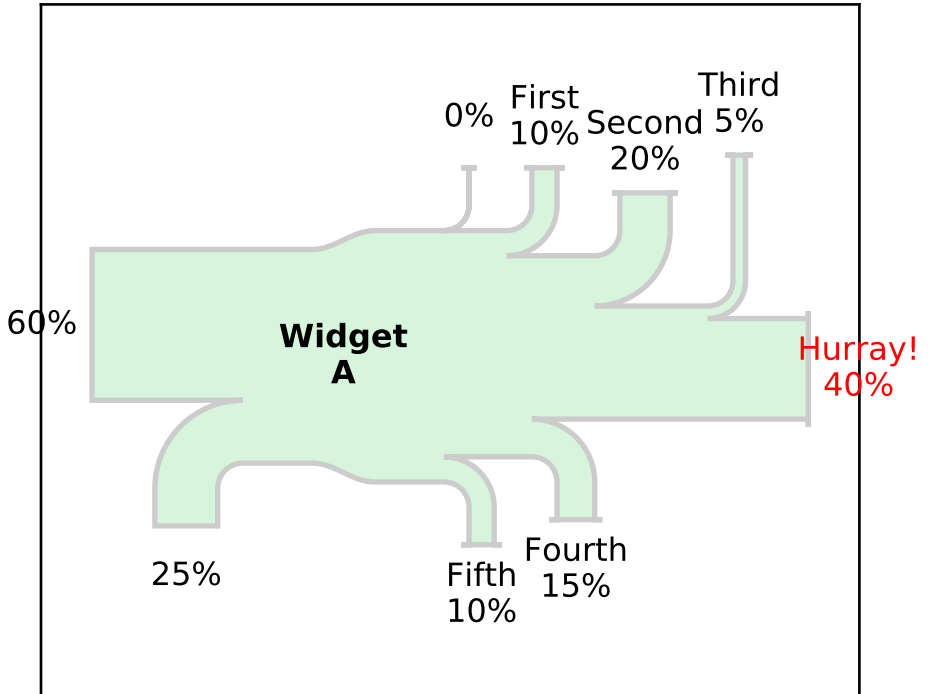 Third
5%
First
10%
0%
Second
20%
60%
Widget
A
Hurray!
40%
25%
Fourth
15%
Fifth
10%